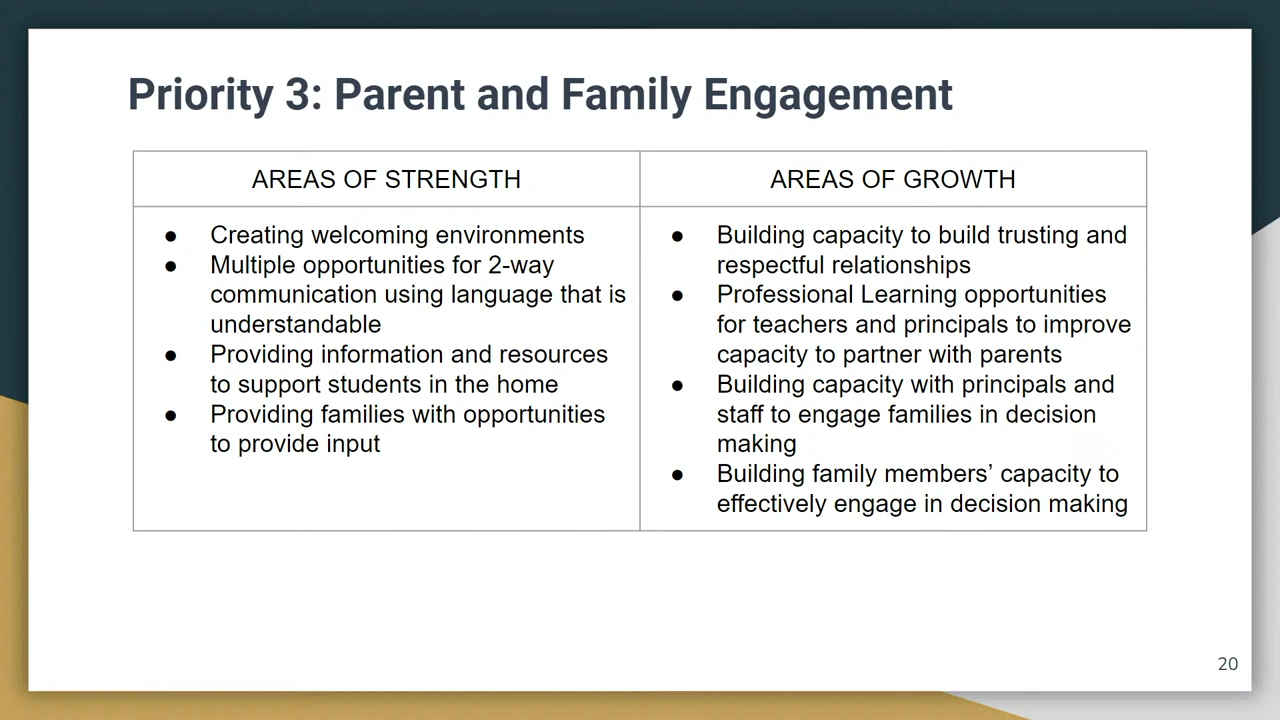 Priority 3: Parent and Family Engagement
AREAS OF STRENGTH
● Creating welcoming environments
● Multiple opportunities for 2-way
communication using language that is
understandable
● Providing information and resources
to support students in the home
● Providing families with opportunities
to provide input
AREAS OF GROWTH
● Building capacity to build trusting and
respectful relationships
● Professional Learning opportunities
for teachers and principals to improve
capacity to partner with parents
● Building capacity with principals and
staff to engage families in decision
making
● Building family members’ capacity to
effectively engage in decision making
20